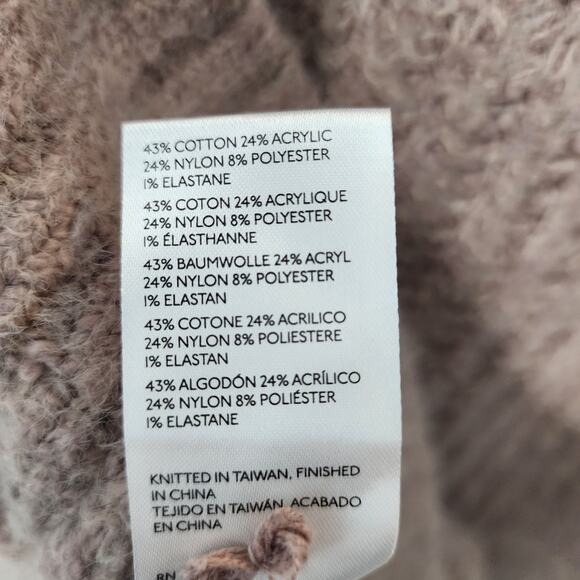 43% COTTON 24% ACRYLIC
24% NYLON 8% POLYESTER
1% ELASTANE
43% COTON 24% ACRYLIQUE
24% NYLON 8% POLYESTER
1% ÉLASTHANNE
43% BAUMWOLLE 24% ACRYL
24% NYLON 8% POLYESTER
1% ELASTAN
43% COTONE 24% ACRILICO
24% NYLON 8% POLIESTERE
1% ELASTAN
43% ALGODÓN 24% ACRÍLICO
24% NYLON 8% POLIÉSTER
1% ELASTANE
KNITTED IN TAIWAN, FINISHED
IN CHINA
TEJIDO EN TAIWÁN, ACABADO
EN CHINA
RN